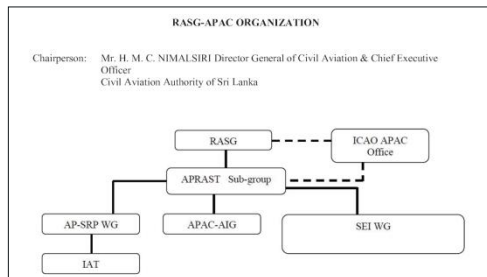 RASG-APAC ORGANIZATION
Chairperson: Mr. H. M. C. NIMALSIRI Director General of Civil Aviation & Chief Executive
Officer
Civil Aviation Authority of Sri Lanka
RASG
ICAO APAC
Office
APRAST Sub-group
AP-SRP WG
APAC-AIG
SEI WG
IAT